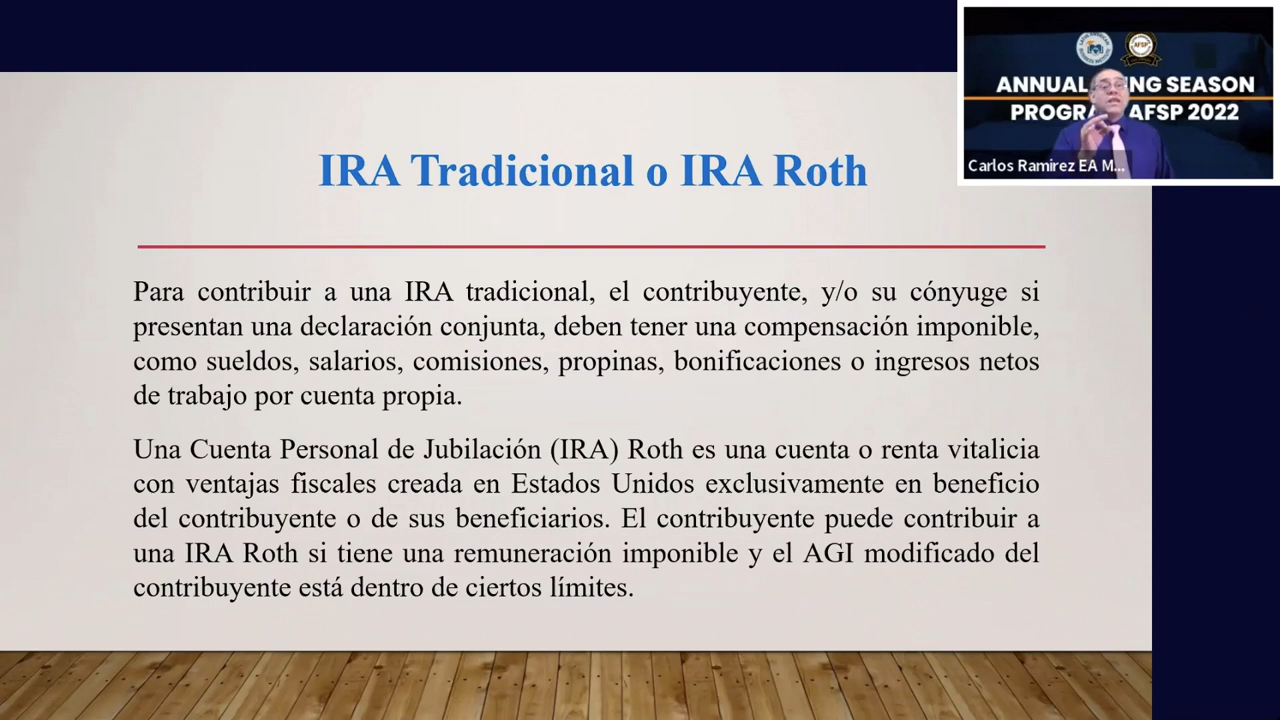 IRA Tradicional o IRA Roth
Para contribuir a una IRA tradicional, el contribuyente, y/o su cónyuge si
presentan una declaración conjunta, deben tener una compensación imponible,
como sueldos, salarios, comisiones, propinas, bonificaciones o ingresos netos
de trabajo por cuenta propia.
Una Cuenta Personal de Jubilación (IRA) Roth es una cuenta o renta vitalicia
con ventajas fiscales creada en Estados Unidos exclusivamente en beneficio
del contribuyente o de sus beneficiarios. El contribuyente puede contribuir a
una IRA Roth si tiene una remuneración imponible y el AGI modificado del
contribuyente está dentro de ciertos límites.
AFSP
ANNUAL NG SEASON
PROGRA AFSP 2022
Carlos Ramirez EA M...